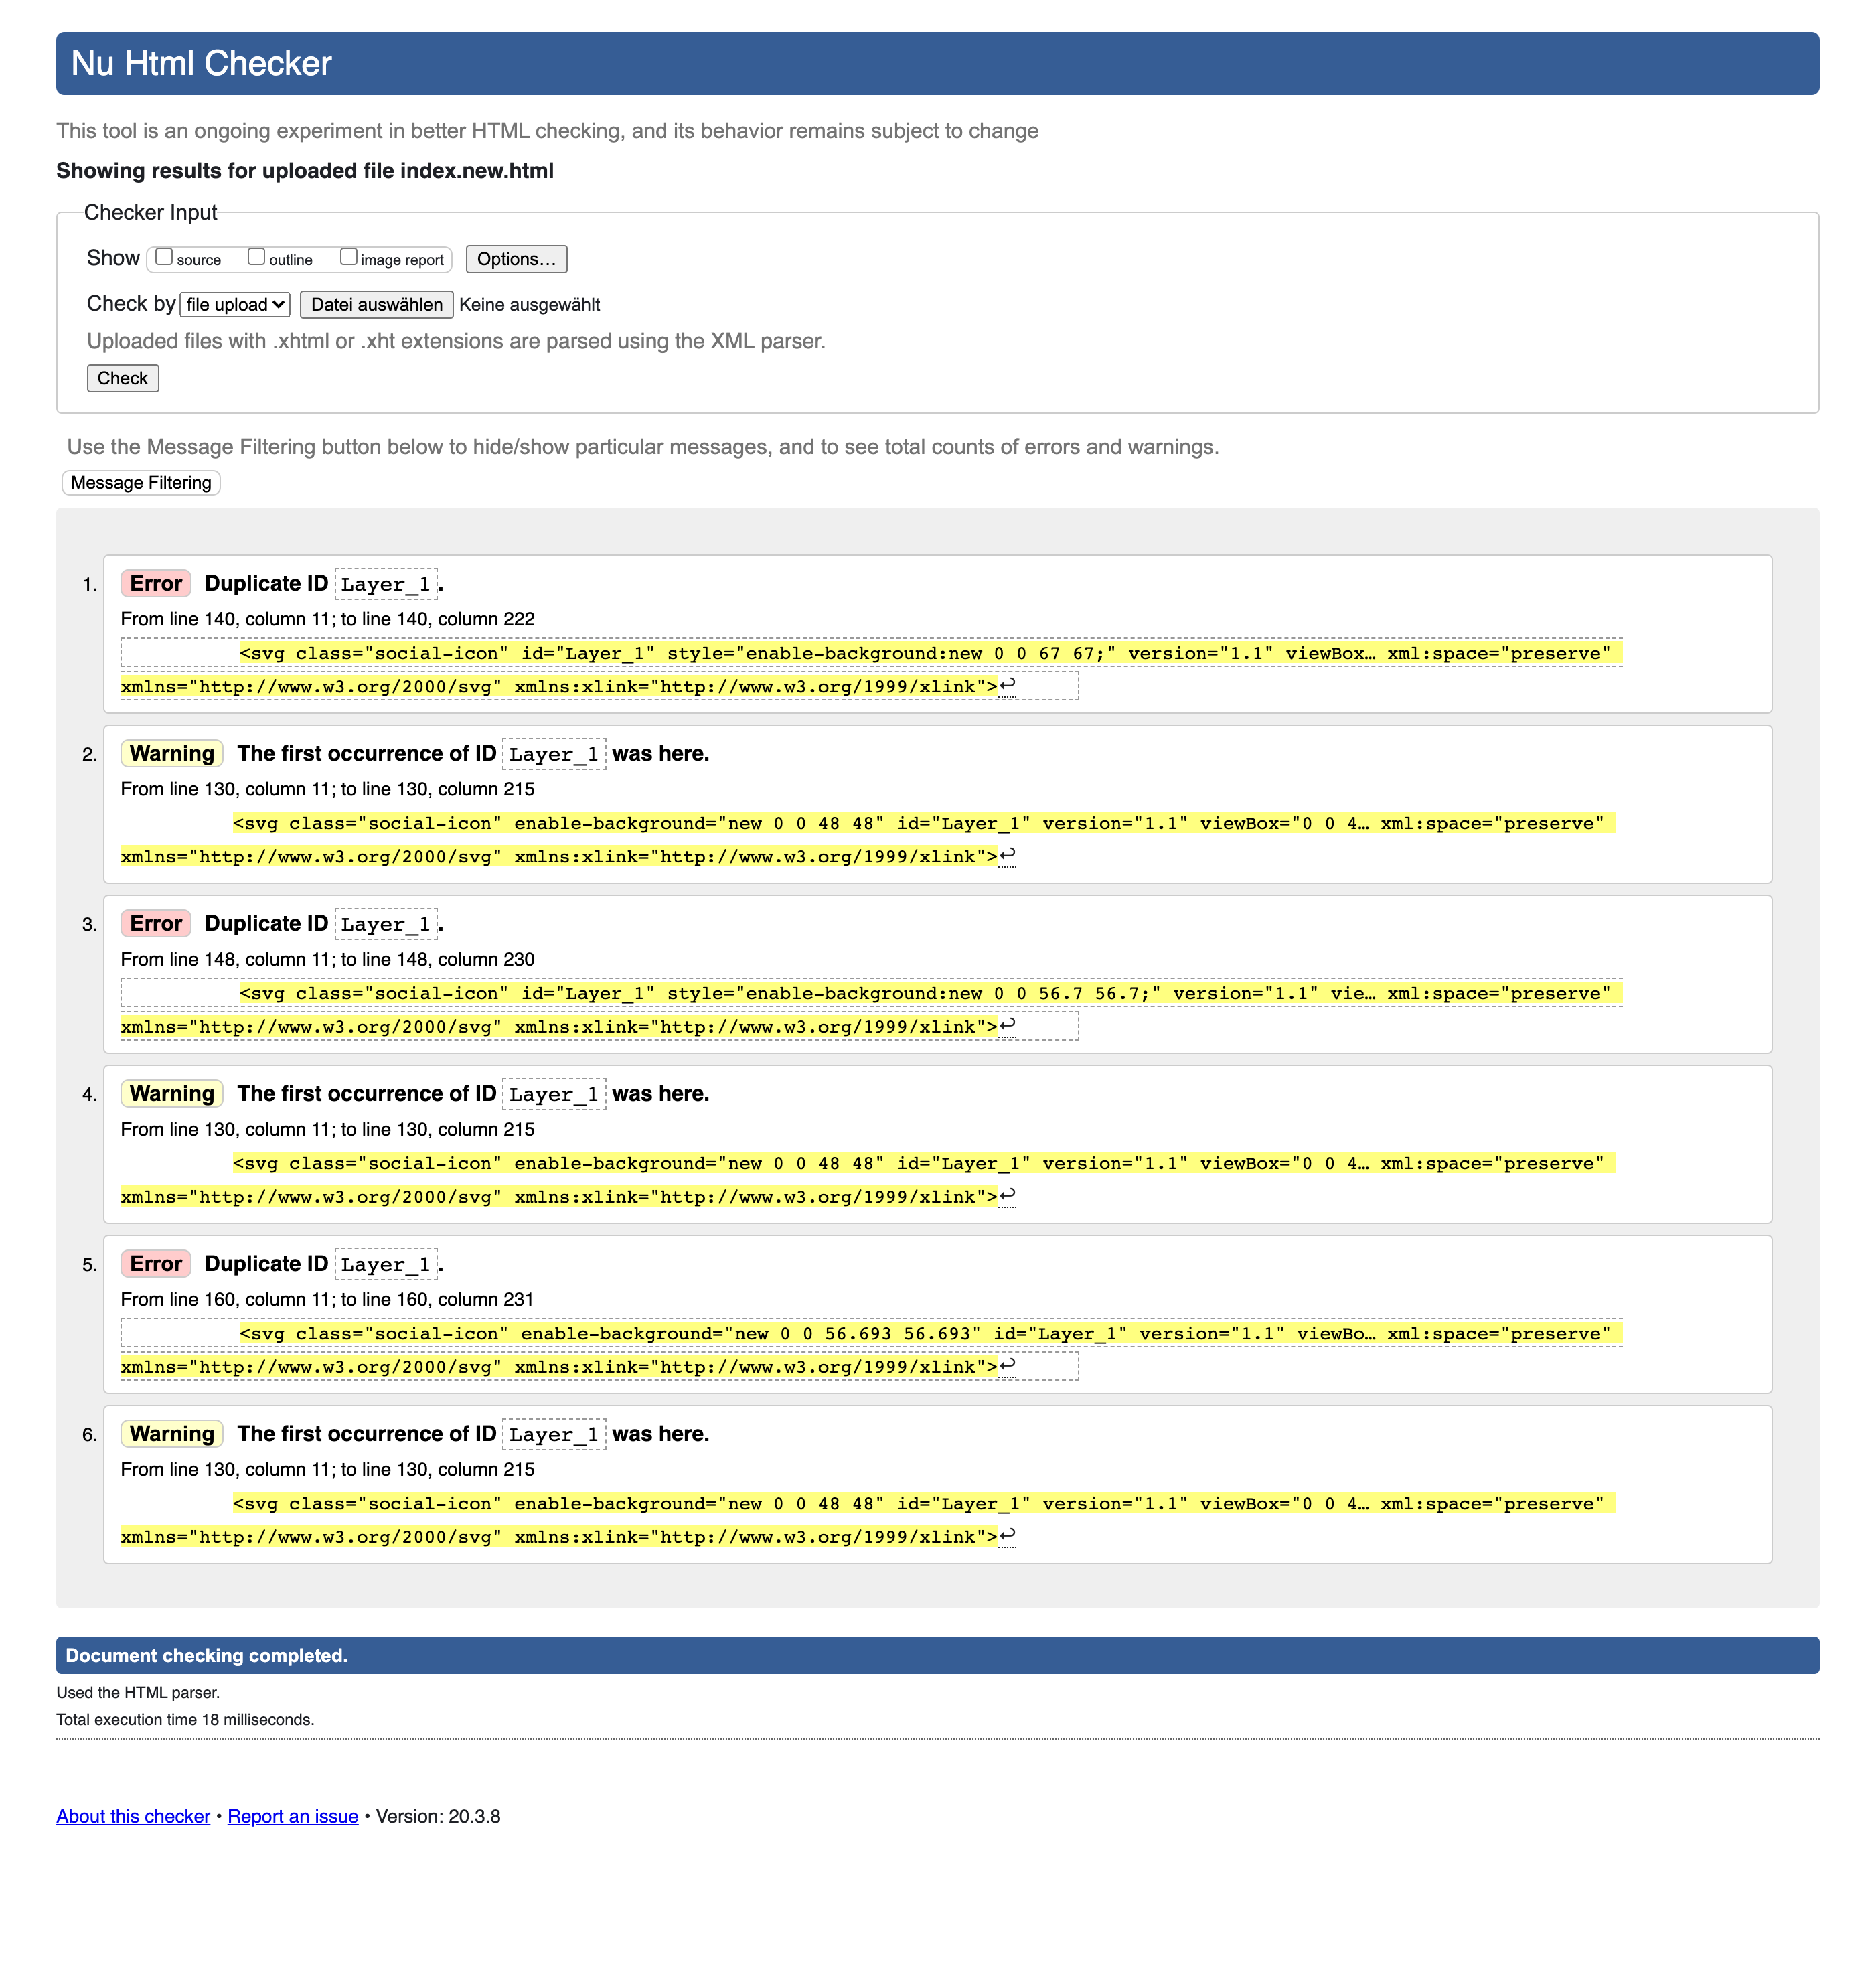 Nu Html Checker
This tool is an ongoing experiment in better HTML checking, and its behavior remains subject to change
Showing results for uploaded file index.new.html
Checker Input
Show source outline image report Options...
Check by file upload Datei auswählen Keine ausgewählt
Uploaded files with .xhtml or .xht extensions are parsed using the XML parser.
Check
Use the Message Filtering button below to hide/show particular messages, and to see total counts of errors and warnings.
Message Filtering
1. Error Duplicate ID Layer_1.
From line 140, column 11; to line 140, column 222
<svg class="social-icon" id="Layer_1" style="enable-background:new 0 0 67 67;" version="1.1" viewBox… xml:space="preserve"
xmlns="http://www.w3.org/2000/svg" xmlns:xlink="http://www.w3.org/1999/xlink">↩
2. Warning The first occurrence of ID Layer_1 was here.
From line 130, column 11; to line 130, column 215
<svg class="social-icon" enable-background="new 0 0 48 48" id="Layer_1" version="1.1" viewBox="0 0 4… xml:space="preserve"
xmlns="http://www.w3.org/2000/svg" xmlns:xlink="http://www.w3.org/1999/xlink">↩
3. Error Duplicate ID Layer_1.
From line 148, column 11; to line 148, column 230
<svg class="social-icon" id="Layer_1" style="enable-background:new 0 0 56.7 56.7;" version="1.1" vie… xml:space="preserve"
xmlns="http://www.w3.org/2000/svg" xmlns:xlink="http://www.w3.org/1999/xlink">↩
4. Warning The first occurrence of ID Layer_1 was here.
From line 130, column 11; to line 130, column 215
<svg class="social-icon" enable-background="new 0 0 48 48" id="Layer_1" version="1.1" viewBox="0 0 4… xml:space="preserve"
xmlns="http://www.w3.org/2000/svg" xmlns:xlink="http://www.w3.org/1999/xlink">↩
5. Error Duplicate ID Layer_1.
From line 160, column 11; to line 160, column 231
<svg class="social-icon" enable-background="new 0 0 56.693 56.693" id="Layer_1" version="1.1" viewBo… xml:space="preserve"
xmlns="http://www.w3.org/2000/svg" xmlns:xlink="http://www.w3.org/1999/xlink">↩
6. Warning The first occurrence of ID Layer_1 was here.
From line 130, column 11; to line 130, column 215
<svg class="social-icon" enable-background="new 0 0 48 48" id="Layer_1" version="1.1" viewBox="0 0 4… xml:space="preserve"
xmlns="http://www.w3.org/2000/svg" xmlns:xlink="http://www.w3.org/1999/xlink">↩
Document checking completed.
Used the HTML parser.
Total execution time 18 milliseconds.
About this checker • Report an issue • Version: 20.3.8